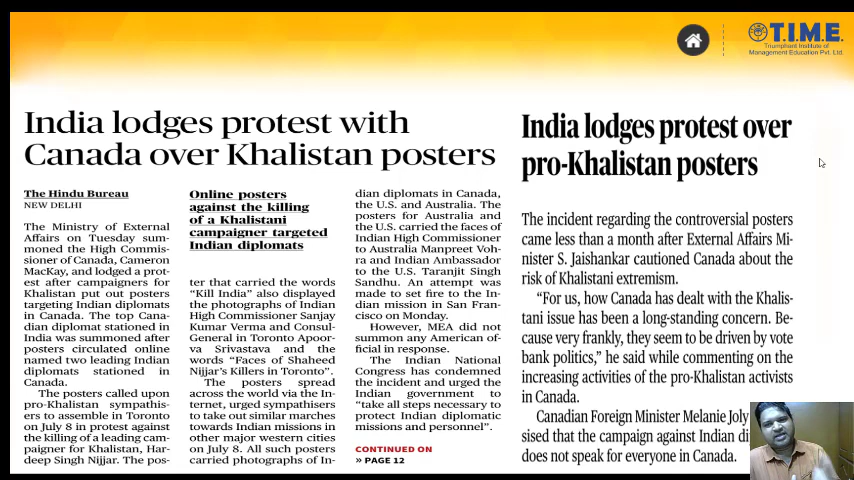 T.I.M.E.
Triumphant Institute of
Management Education Pvt. Ltd.
India lodges protest with
Canada over Khalistan posters
The Hindu Bureau
NEW DELHI
The Ministry of External
Affairs on Tuesday sum-
moned the High Commis-
sioner of Canada, Cameron
MacKay, and lodged a prot-
est after campaigners for
Khalistan put out posters
targeting Indian diplomats
in Canada. The top Cana-
dian diplomat stationed in
India was summoned after
posters circulated online
named two leading Indian
diplomats stationed in
Canada.
The posters called upon
pro-Khalistan sympathis-
ers to assemble in Toronto
on July 8 in protest against
the killing of a leading cam-
paigner for Khalistan, Har-
deep Singh Nijjar. The pos-
Online posters
against the killing
of a Khalistani
campaigner targeted
Indian diplomats
ter that carried the words
“Kill India” also displayed
the photographs of Indian
High Commissioner Sanjay
Kumar Verma and Consul-
General in Toronto Apoor-
va Srivastava and the
words “Faces of Shaheed
Nijjar’s Killers in Toronto”.
The posters spread
across the world via the In-
ternet, urged sympathisers
to take out similar marches
towards Indian missions in
other major western cities
on July 8. All such posters
carried photographs of In-
dian diplomats in Canada,
the U.S. and Australia. The
posters for Australia and
the U.S. carried the faces of
Indian High Commissioner
to Australia Manpreet Voh-
ra and Indian Ambassador
to the U.S. Taranjit Singh
Sandhu. An attempt was
made to set fire to the In-
dian mission in San Fran-
cisco on Monday.
However, MEA did not
summon any American of-
ficial in response.
The Indian National
Congress has condemned
the incident and urged the
Indian government to
“take all steps necessary to
protect Indian diplomatic
missions and personnel”.
CONTINUED ON
» PAGE 12
India lodges protest over
pro-Khalistan posters
The incident regarding the controversial posters
came less than a month after External Affairs Mi-
nister S. Jaishankar cautioned Canada about the
risk of Khalistani extremism.
“For us, how Canada has dealt with the Khalis-
tani issue has been a long-standing concern. Be-
cause very frankly, they seem to be driven by vote
bank politics,” he said while commenting on the
increasing activities of the pro-Khalistan activists
in Canada.
Canadian Foreign Minister Melanie Joly
sised that the campaign against Indian di
does not speak for everyone in Canada.